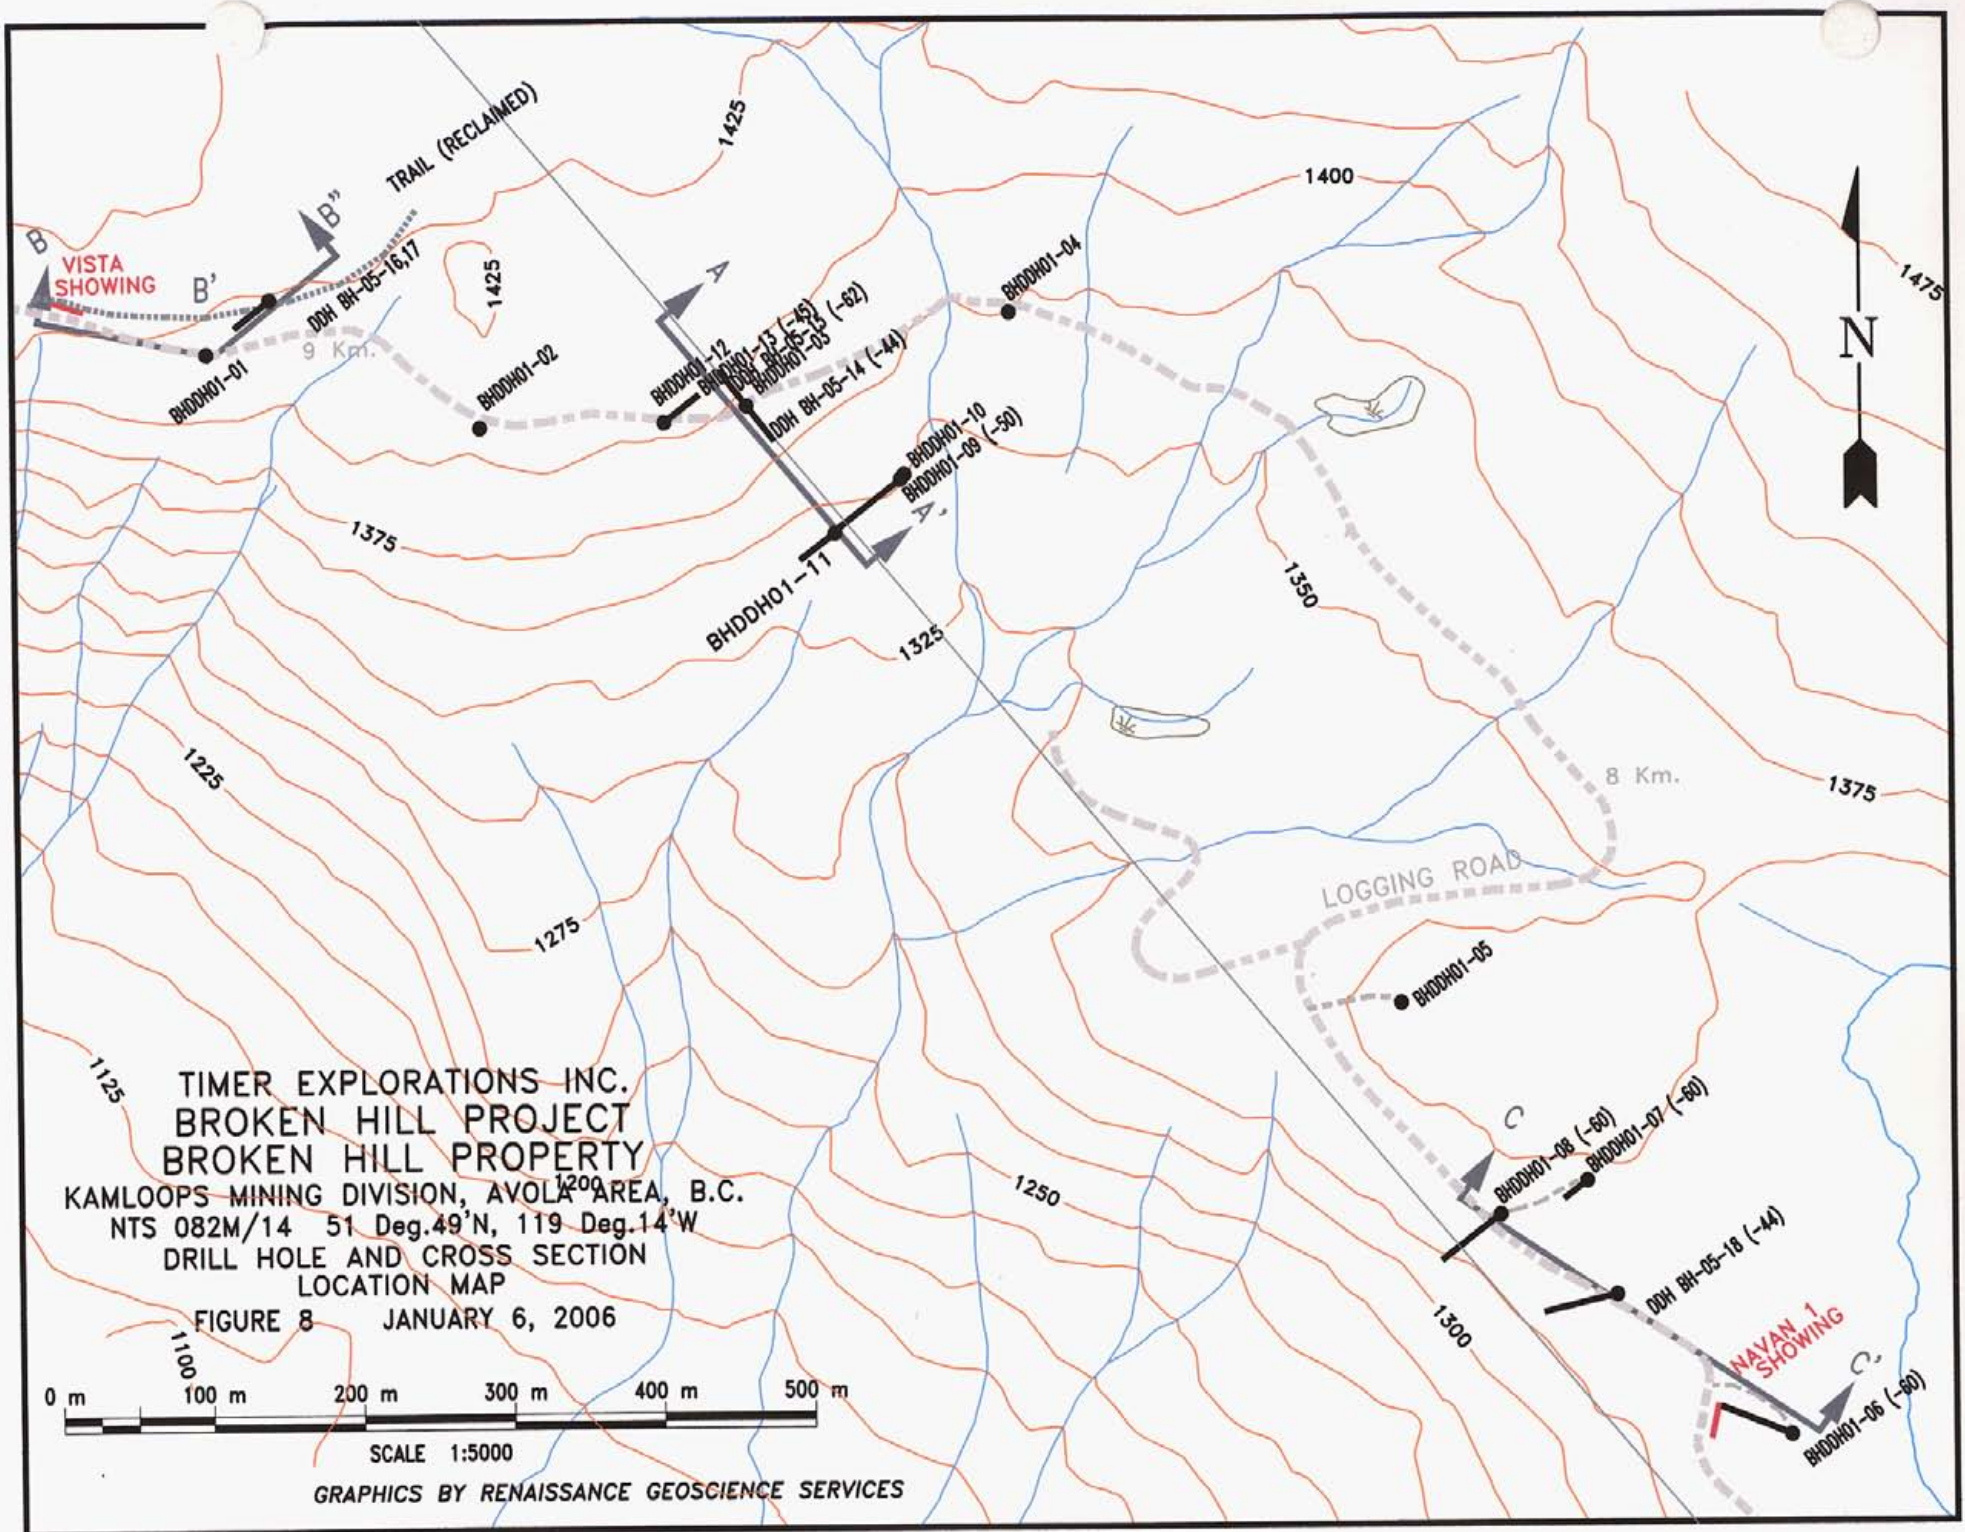 1425
TRAIL (RECLAIMED)
1400
B
B"
VISTA
SHOWING
B'
DDH BH-05-16,17
1425
A
BHDDH01-04
1475
N
9 Km.
BHDDH01-01
BHDDH01-02
BHDDH01-12
BHDDH01-13 (-45)
DDH BH-05-15 (-62)
BHDDH01-03
DDH BH-05-14 (-44)
BHDDH01-10
BHDDH01-09 (-50)
A'
1375
BHDDH01-11
1350
1325
1225
8 Km.
1375
LOGGING ROAD
1275
BHDDH01-05
1125
TIMER EXPLORATIONS INC.
BROKEN HILL PROJECT
BROKEN HILL PROPERTY
1200
KAMLOOPS MINING DIVISION, AVOLA AREA, B.C.
NTS 082M/14 51 Deg.49'N, 119 Deg.14'W
DRILL HOLE AND CROSS SECTION
LOCATION MAP
FIGURE 8 JANUARY 6, 2006
1250
C
BHDDH01-08 (-60)
BHDDH01-07 (-60)
DDH BH-05-18 (-44)
1300
NAVAN 1
SHOWING
C'
BHDDH01-06 (-60)
1100
0 m 100 m 200 m 300 m 400 m 500 m
SCALE 1:5000
GRAPHICS BY RENAISSANCE GEOSCIENCE SERVICES